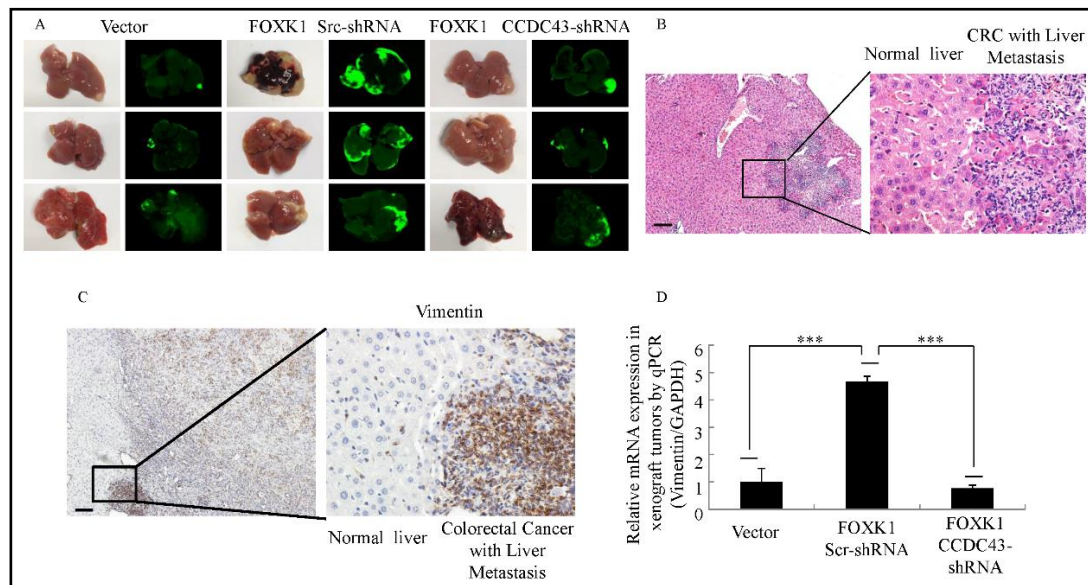 A
Vector
FOXK1 Src-shRNA
FOXK1 CCDC43-shRNA
B
Normal liver
CRC with Liver
Metastasis
C
Vimentin
Normal liver
Colorectal Cancer
with Liver
Metastasis
D
Relative mRNA expression in
xenograft tumors by qPCR
(Vimentin/GAPDH)
6
5
4
3
2
1
0
***
***
Vector
FOXK1
Scr-shRNA
FOXK1
CCDC43-
shRNA